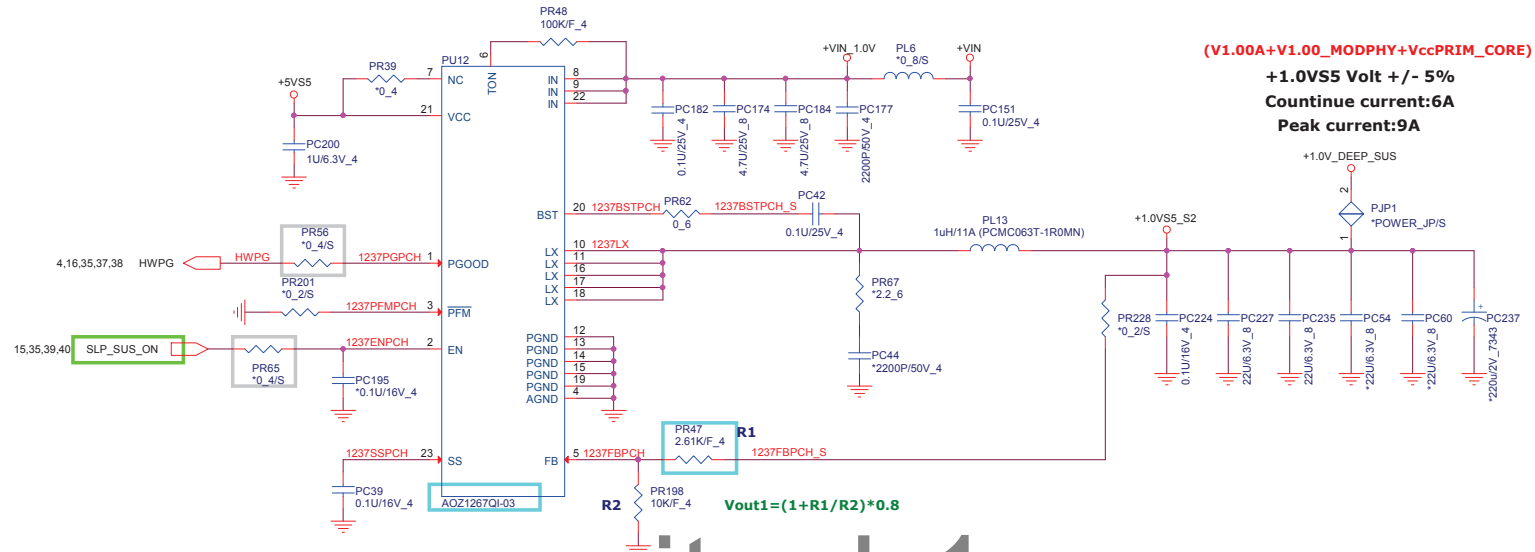 PR48
100K/F_4
6
TON
PU12
+5VS5
PR39
*0_4
7
NC
21
VCC
PC200
1U/6.3V_4
IN
8
IN
9
IN
22
+VIN_1.0V
PL6
*0_8/S
+VIN
PC182
0.1U/25V_4
PC174
4.7U/25V_8
PC184
4.7U/25V_8
PC177
2200P/50V_4
PC151
0.1U/25V_4
(V1.00A+V1.00_MODPHY+VccPRIM_CORE)
+1.0VS5 Volt +/- 5%
Countinue current:6A
Peak current:9A
+1.0V_DEEP_SUS
2
PJP1
*POWER_JP/S
1
BST
20
1237BSTPCH
PR62
0_6
1237BSTPCH_S
PC42
0.1U/25V_4
LX
10
1237LX
LX
11
LX
16
LX
17
LX
18
PL13
1uH/11A (PCMC063T-1R0MN)
+1.0VS5_S2
4,16,35,37,38
HWPG
HWPG
PR56
*0_4/S
1237PGPCH
1
PGOOD
PR201
*0_2/S
1237PFMPCH
3
PFM
15,35,39,40
SLP_SUS_ON
PR65
*0_4/S
1237ENPCH
2
EN
PC195
*0.1U/16V_4
PR67
*2.2_6
PC44
*2200P/50V_4
PGND
12
PGND
13
PGND
14
PGND
15
PGND
19
AGND
4
PR228
*0_2/S
PC224
0.1U/16V_4
PC227
22U/6.3V_8
PC235
22U/6.3V_8
PC54
*22U/6.3V_8
PC60
*22U/6.3V_8
+
PC237
*220u/2V_7343
1237SSPCH
23
SS
PC39
0.1U/16V_4
AOZ1267QI-03
FB
5
1237FBPCH
PR47
2.61K/F_4
R1
1237FBPCH_S
R2
PR198
10K/F_4
Vout1=(1+R1/R2)*0.8